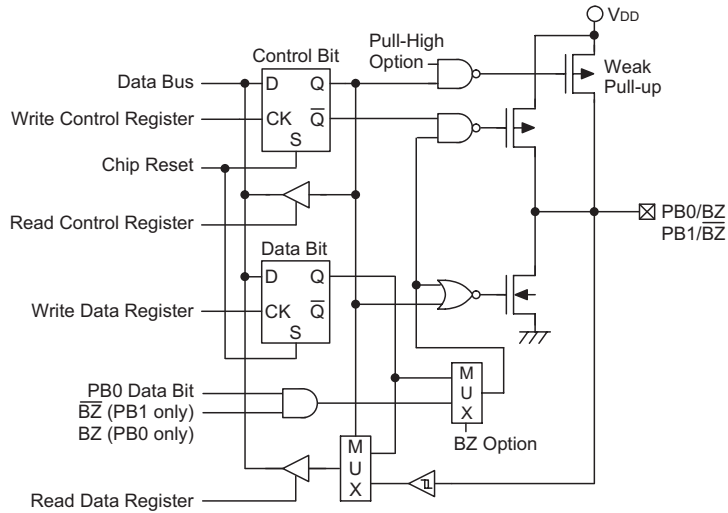 VDD
Control Bit
Pull-High
Option
Data Bus
D
Q
Weak
Pull-up
Write Control Register
CK
Q̅
S
Chip Reset
PB0/BZ
PB1/B̅Z̅
Read Control Register
Data Bit
D
Q
Write Data Register
CK
Q̅
S
M
U
X
PB0 Data Bit
B̅Z̅ (PB1 only)
BZ (PB0 only)
BZ Option
M
U
X
Read Data Register